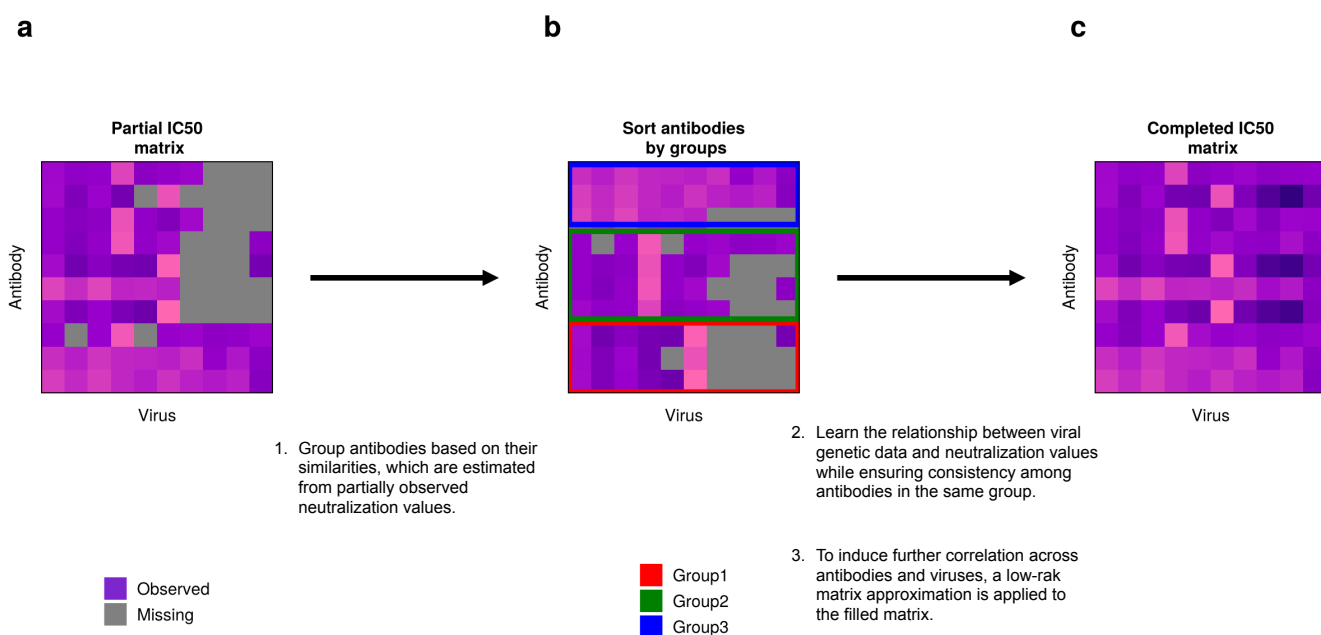 a
b
c
Partial IC50
matrix
Sort antibodies
by groups
Completed IC50
matrix
Antibody
Antibody
Antibody
Virus
Virus
Virus
1. Group antibodies based on their
similarities, which are estimated
from partially observed
neutralization values.
2. Learn the relationship between viral
genetic data and neutralization values
while ensuring consistency among
antibodies in the same group.
3. To induce further correlation across
antibodies and viruses, a low-rak
matrix approximation is applied to
the filled matrix.
Observed
Missing
Group1
Group2
Group3